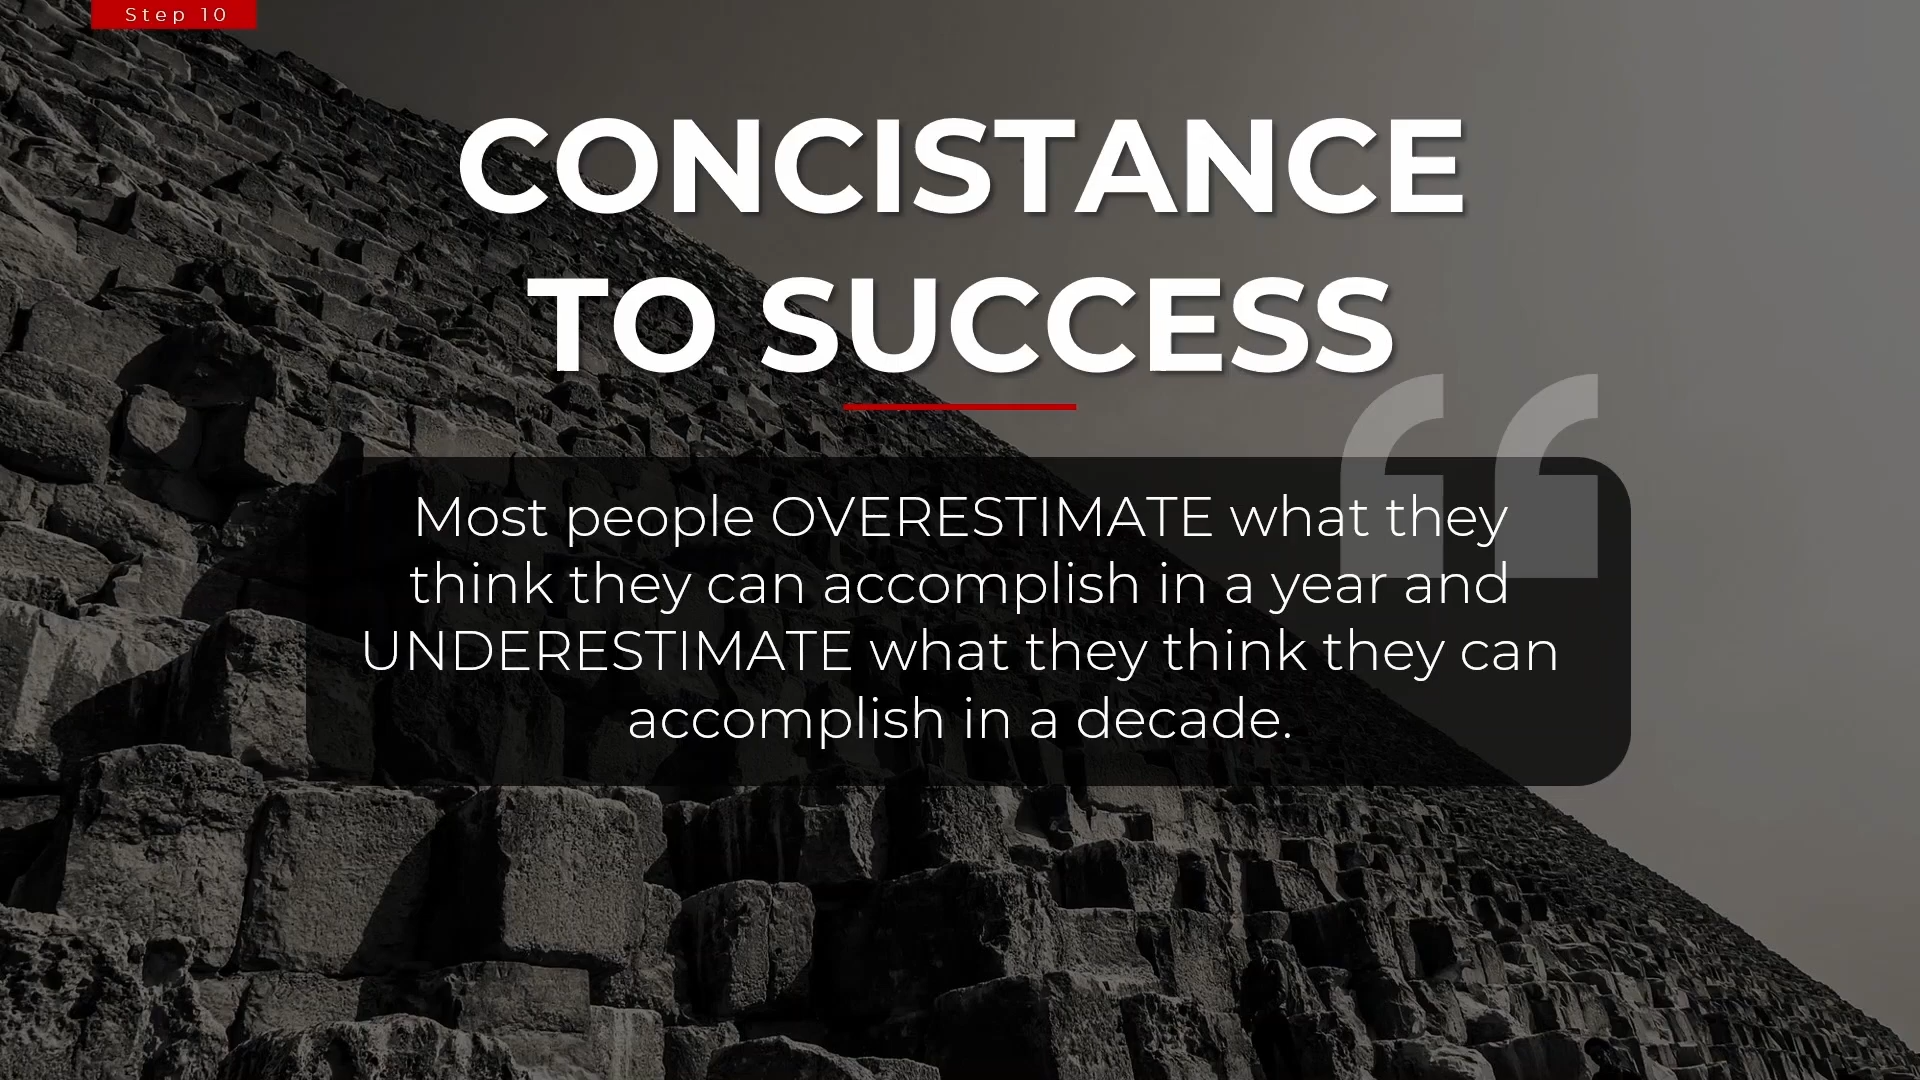 Step 10
CONCISTANCE
TO SUCCESS
Most people OVERESTIMATE what they
think they can accomplish in a year and
UNDERESTIMATE what they think they can
accomplish in a decade.